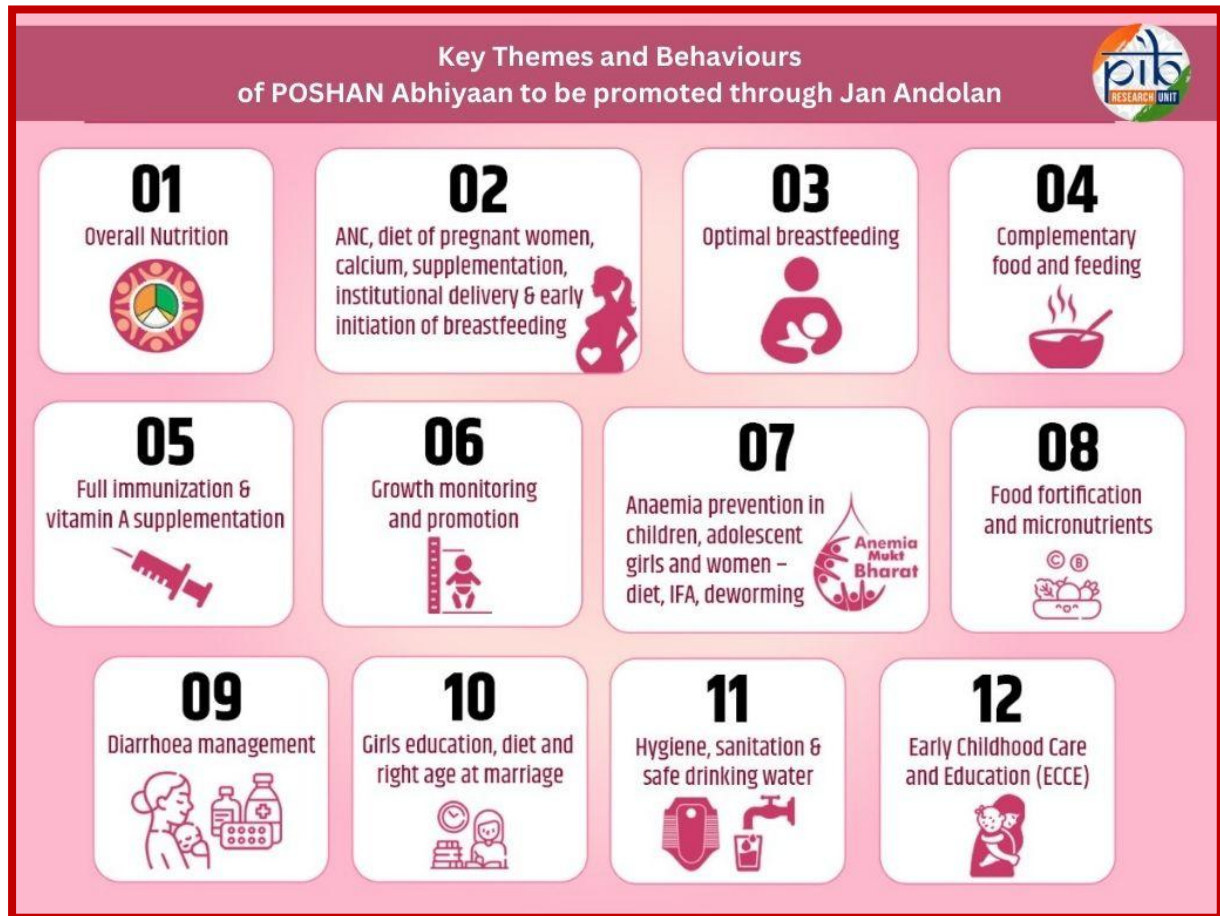 Key Themes and Behaviours
of POSHAN Abhiyaan to be promoted through Jan Andolan
pib
RESEARCH UNIT
01
Overall Nutrition
02
ANC, diet of pregnant women,
calcium, supplementation,
institutional delivery & early
initiation of breastfeeding
03
Optimal breastfeeding
04
Complementary
food and feeding
05
Full immunization &
vitamin A supplementation
06
Growth monitoring
and promotion
07
Anaemia prevention in
children, adolescent
girls and women –
diet, IFA, deworming
Anemia
Mukt
Bharat
08
Food fortification
and micronutrients
C B
09
Diarrhoea management
10
Girls education, diet and
right age at marriage
11
Hygiene, sanitation &
safe drinking water
12
Early Childhood Care
and Education (ECCE)